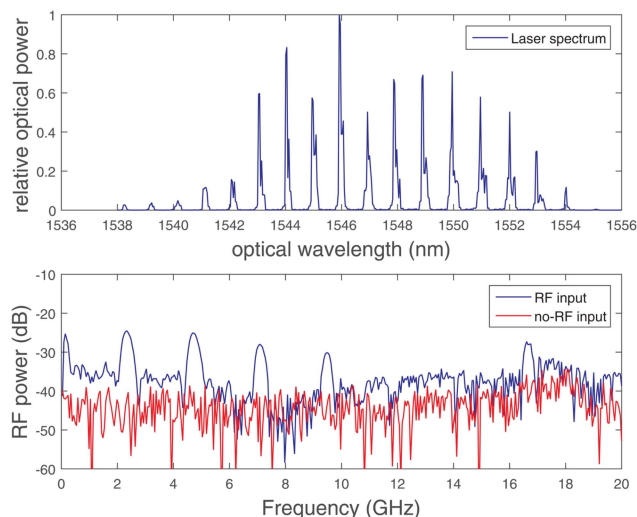 1
0.8
0.6
0.4
0.2
0
relative optical power
Laser spectrum
1536 1538 1540 1542 1544 1546 1548 1550 1552 1554 1556
optical wavelength (nm)
-10
-20
-30
-40
-50
-60
RF power (dB)
RF input
no-RF input
0 2 4 6 8 10 12 14 16 18 20
Frequency (GHz)